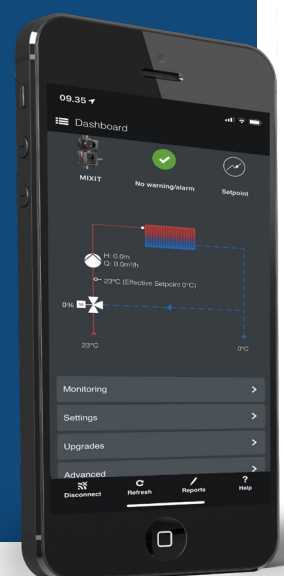 09.35
Dashboard
MIXIT
No warning/alarm
Setpoint
H: 0.0m
Q: 0.0m³/h
23°C (Effective Setpoint 0°C)
0% M
23°C
0°C
Monitoring
Settings
Upgrades
Advanced
Disconnect Refresh Reports Help